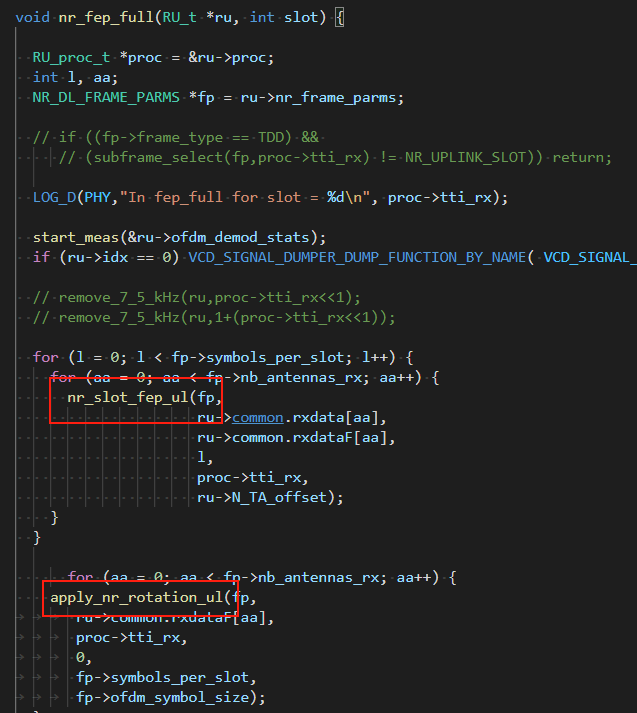 void nr_fep_full(RU_t *ru, int slot) {
RU_proc_t *proc = &ru->proc;
int l, aa;
NR_DL_FRAME_PARMS *fp = ru->nr_frame_parms;
// if ((fp->frame_type == TDD) &&
// (subframe_select(fp,proc->tti_rx) != NR_UPLINK_SLOT)) return;
LOG_D(PHY,"In fep_full for slot = %d\n", proc->tti_rx);
start_meas(&ru->ofdm_demod_stats);
if (ru->idx == 0) VCD_SIGNAL_DUMPER_DUMP_FUNCTION_BY_NAME( VCD_SIGNAL_
// remove_7_5_kHz(ru,proc->tti_rx<<1);
// remove_7_5_kHz(ru,1+(proc->tti_rx<<1));
for (l = 0; l < fp->symbols_per_slot; l++) {
for (aa = 0; aa < fp->nb_antennas_rx; aa++) {
nr_slot_fep_ul(fp,
ru->common.rxdata[aa],
ru->common.rxdataF[aa],
l,
proc->tti_rx,
ru->N_TA_offset);
}
}
for (aa = 0; aa < fp->nb_antennas_rx; aa++) {
apply_nr_rotation_ul(fp,
ru->common.rxdataF[aa],
proc->tti_rx,
0,
fp->symbols_per_slot,
fp->ofdm_symbol_size);